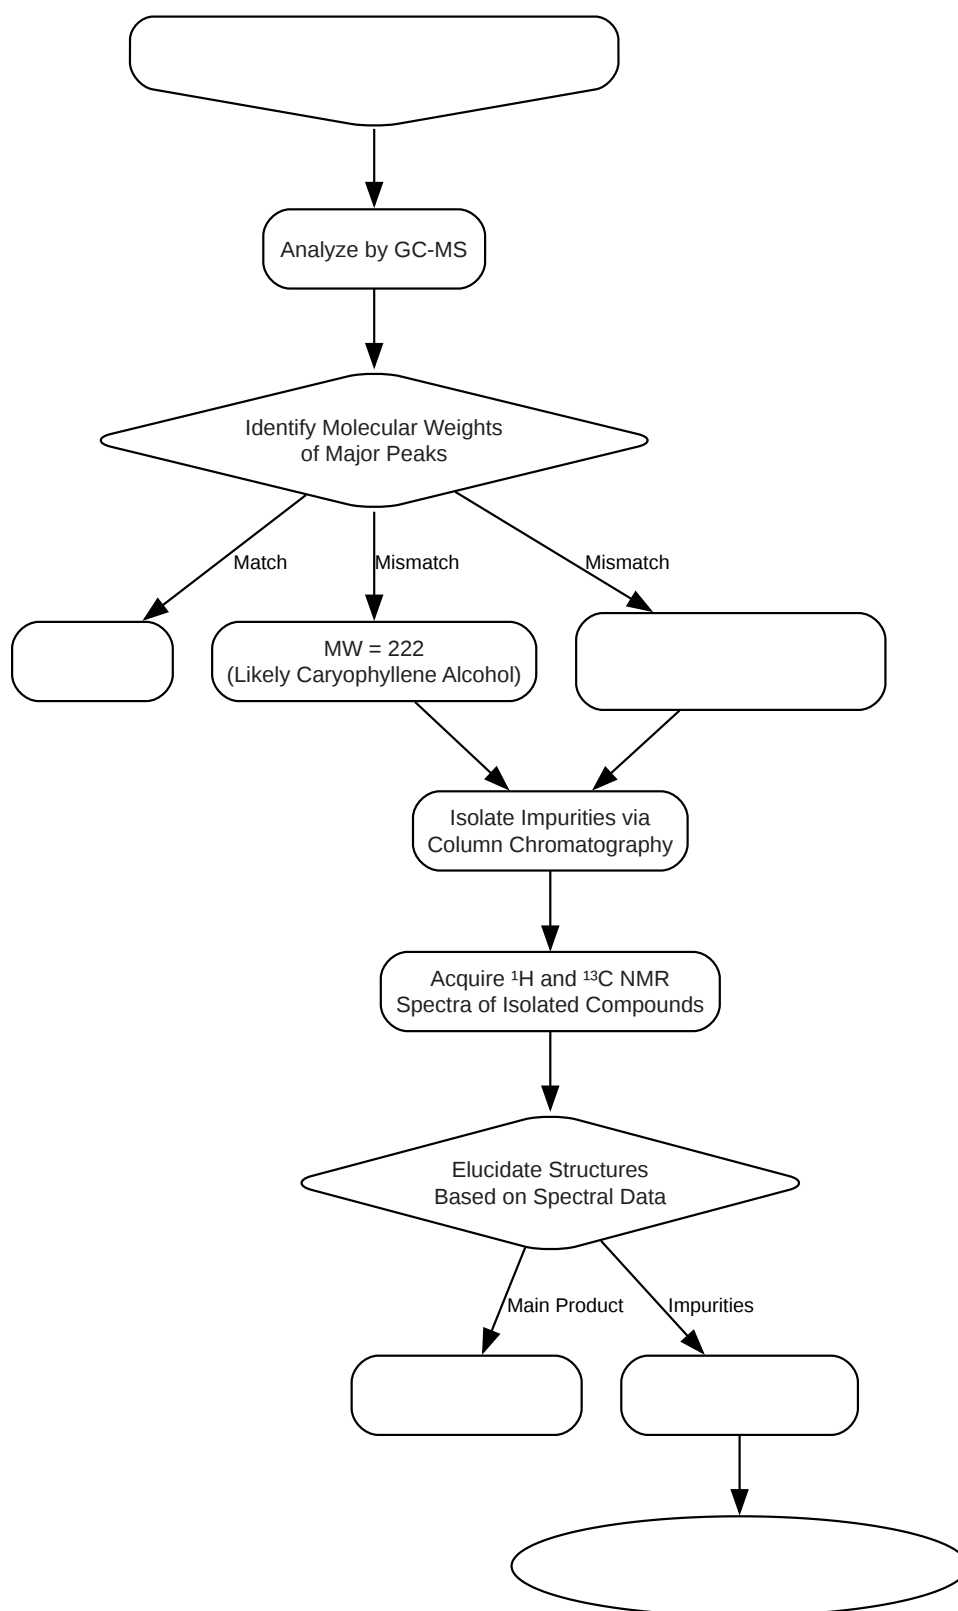 Analyze by GC-MS
Identify Molecular Weights
of Major Peaks
Match
Mismatch
Mismatch
MW = 222
(Likely Caryophyllene Alcohol)
Isolate Impurities via
Column Chromatography
Acquire ¹H and ¹³C NMR
Spectra of Isolated Compounds
Elucidate Structures
Based on Spectral Data
Main Product
Impurities